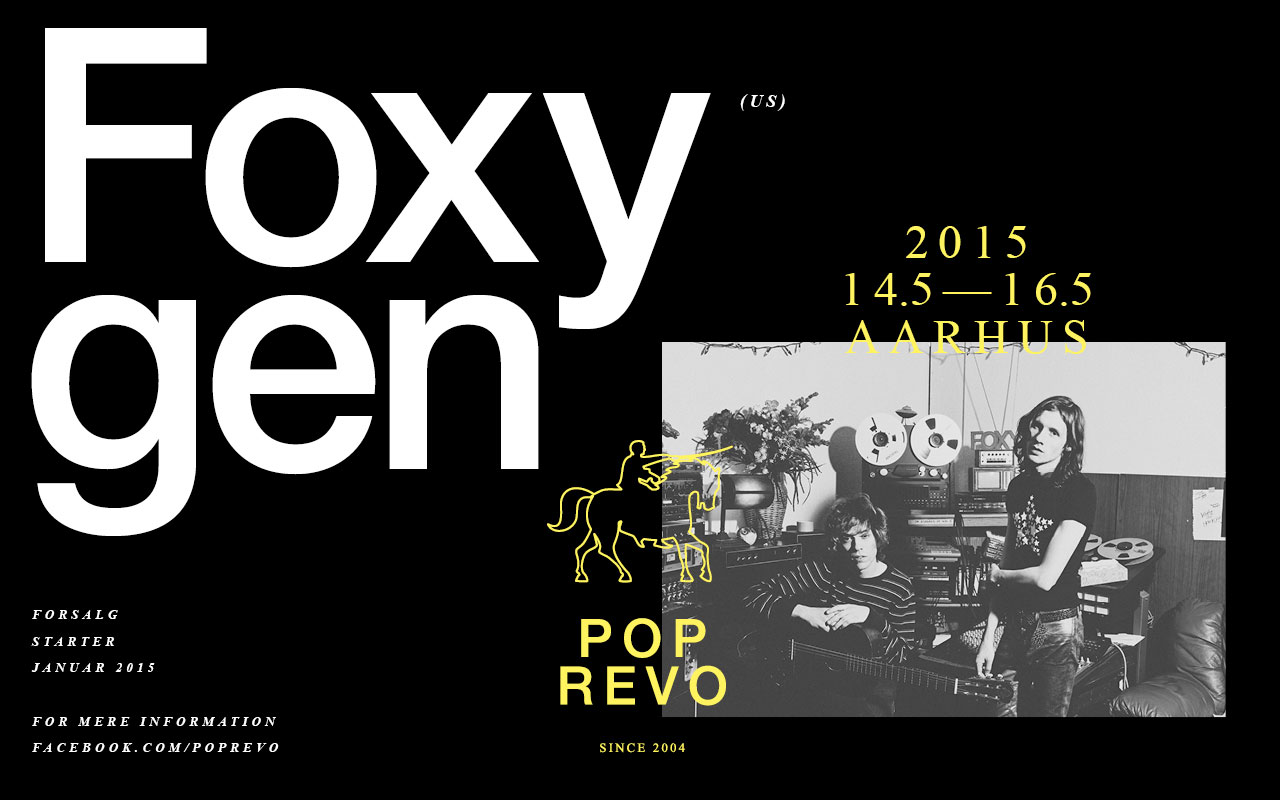 Foxy
gen
(US)
2015
14.5—16.5
AARHUS
FOXY
POP
REVO
SINCE 2004
FORSALG
STARTER
JANUAR 2015
FOR MERE INFORMATION
FACEBOOK.COM/POPREVO